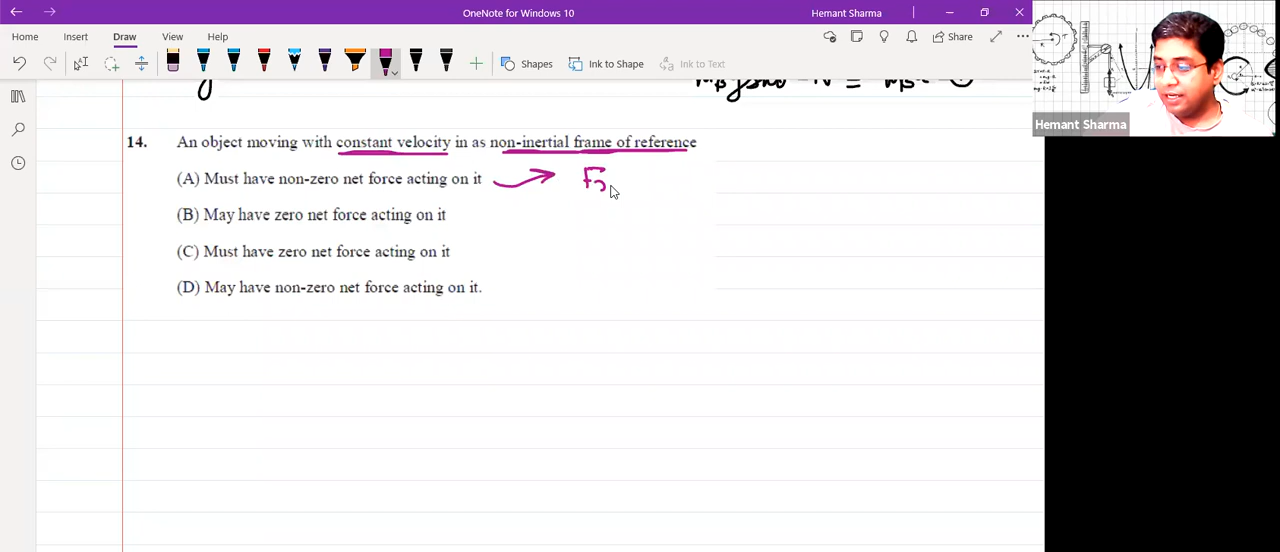 OneNote for Windows 10
Hemant Sharma
Home Insert Draw View Help
Share
Shapes Ink to Shape Ink to Text
14. An object moving with constant velocity in as non-inertial frame of reference
(A) Must have non-zero net force acting on it
(B) May have zero net force acting on it
(C) Must have zero net force acting on it
(D) May have non-zero net force acting on it.
Hemant Sharma